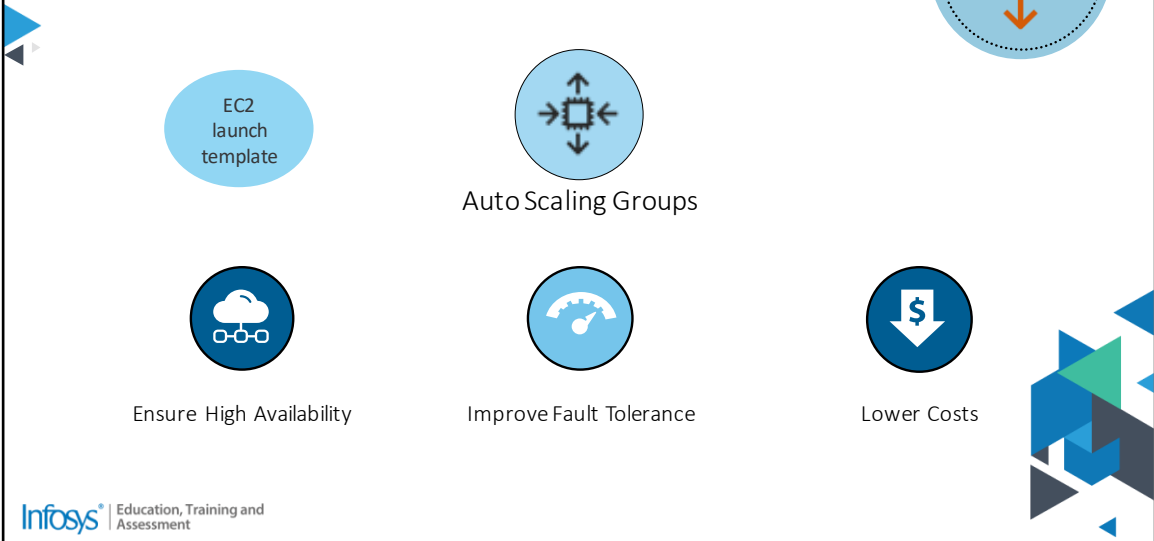 EC2
launch
template
Auto Scaling Groups
$
Ensure High Availability
Improve Fault Tolerance
Lower Costs
Infosys® | Education, Training and
Assessment